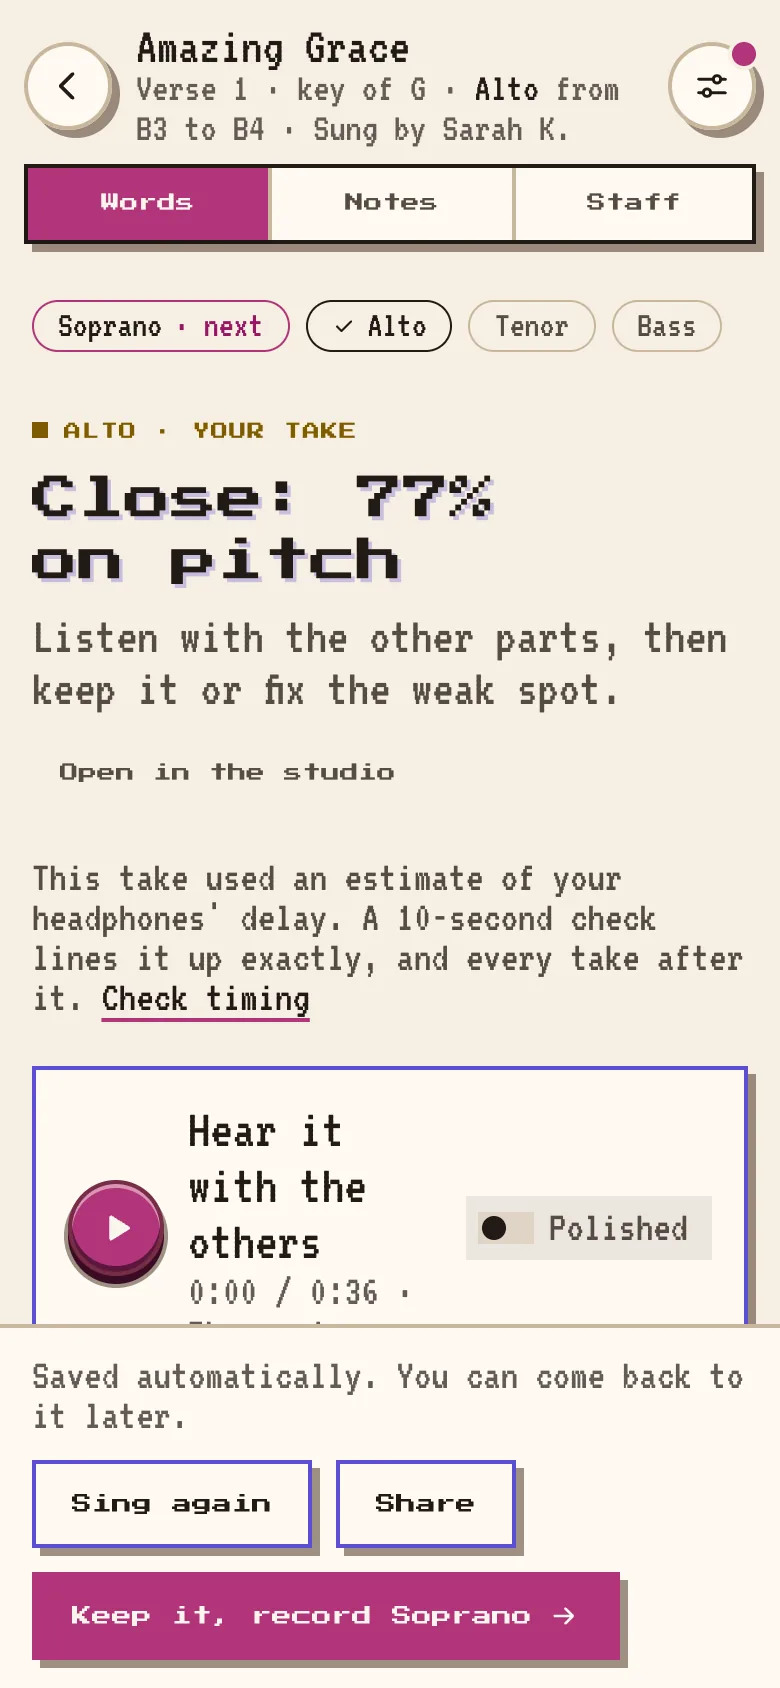 Amazing Grace
Verse 1 · key of G · Alto from
B3 to B4 · Sung by Sarah K.
Words
Notes
Staff
Soprano · next
Alto
Tenor
Bass
ALTO · YOUR TAKE
Close: 77%
on pitch
Listen with the other parts, then
keep it or fix the weak spot.
Open in the studio
This take used an estimate of your
headphones' delay. A 10-second check
lines it up exactly, and every take after
it. Check timing
Hear it
with the
others
0:00 / 0:36 ·
Polished
Saved automatically. You can come back to
it later.
Sing again
Share
Keep it, record Soprano →